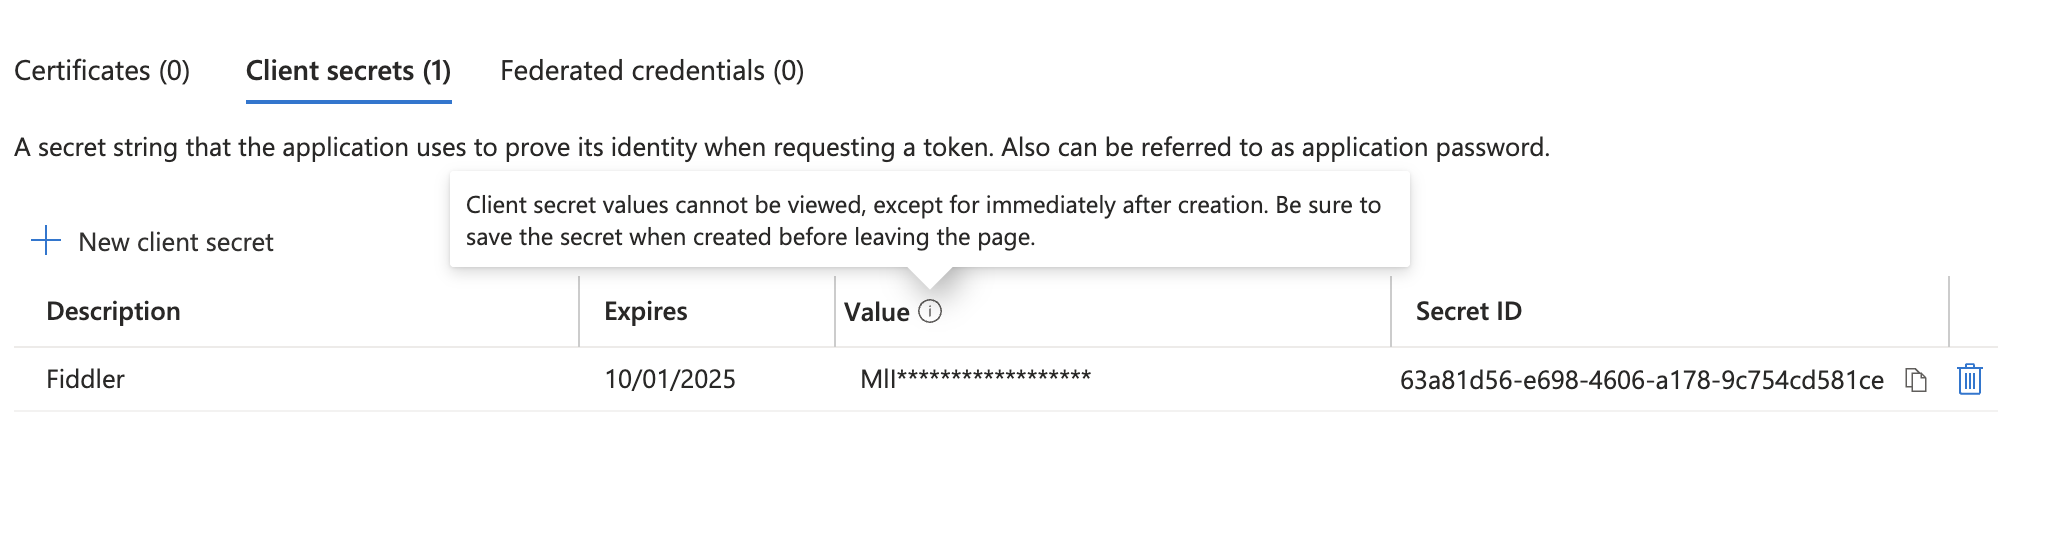 Certificates (0) Client secrets (1) Federated credentials (0)
A secret string that the application uses to prove its identity when requesting a token. Also can be referred to as application password.
Client secret values cannot be viewed, except for immediately after creation. Be sure to
save the secret when created before leaving the page.
New client secret
Description Expires Value Secret ID
Fiddler 10/01/2025 MlI****************** 63a81d56-e698-4606-a178-9c754cd581ce